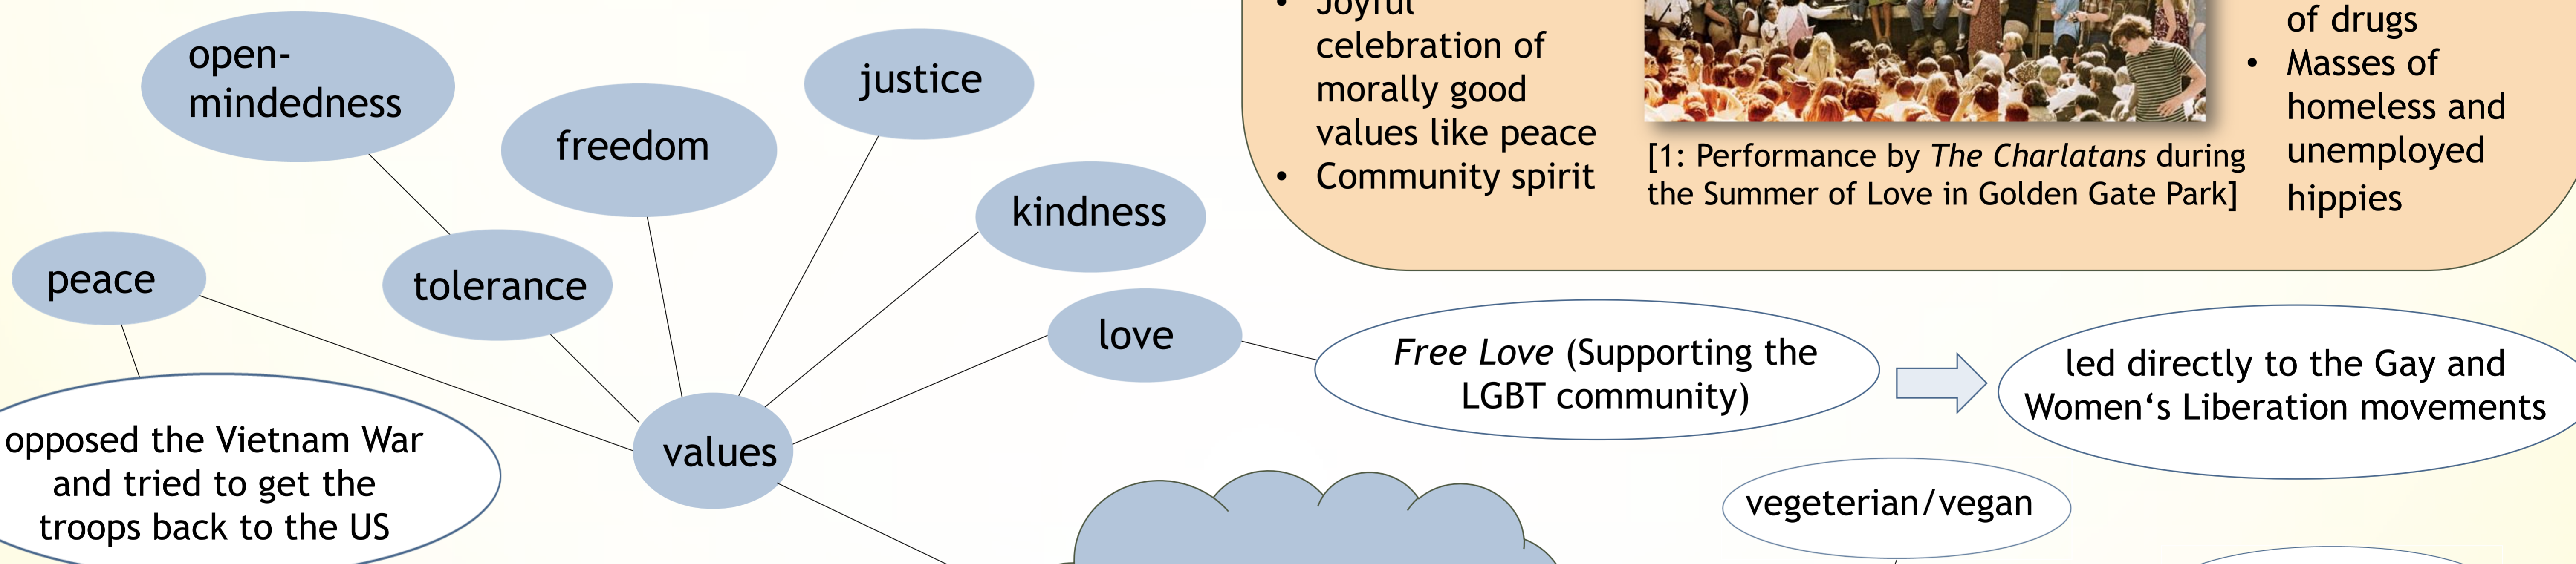 open-
mindedness
freedom
justice
kindness
peace
tolerance
love
values
opposed the Vietnam War
and tried to get the
troops back to the US
• Joyful
celebration of
morally good
values like peace
• Community spirit
[1: Performance by The Charlatans during
the Summer of Love in Golden Gate Park]
of drugs
• Masses of
homeless and
unemployed
hippies
Free Love (Supporting the
LGBT community)
led directly to the Gay and
Women‘s Liberation movements
vegeterian/vegan